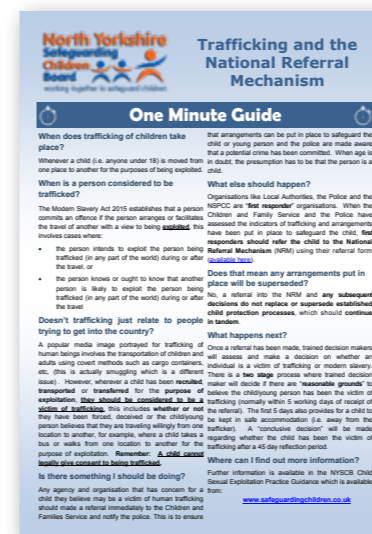 North Yorkshire
Safeguarding
Children
Board
working together to safeguard children
Trafficking and the
National Referral
Mechanism
One Minute Guide
When does trafficking of children take
place?
Whenever a child (i.e. anyone under 18) is moved from
one place to another for the purposes of being exploited.
When is a person considered to be
trafficked?
The Modern Slavery Act 2015 establishes that a person
commits an offence if the person arranges or facilitates
the travel of another with a view to being exploited, this
involves cases where:
• the person intends to exploit the person being
trafficked (in any part of the world) during or after
the travel, or
• the person knows or ought to know that another
person is likely to exploit the person being
trafficked (in any part of the world) during or after
the travel
Doesn't trafficking just relate to people
trying to get into the country?
A popular media image portrayed for trafficking of
human beings involves the transportation of children and
adults using covert methods such as cargo containers,
etc, (this is actually smuggling which is a different
issue). However, wherever a child has been recruited,
transported or transferred for the purpose of
exploitation, they should be considered to be a
victim of trafficking, this includes whether or not
they have been forced, deceived or the child/young
person believes that they are travelling willingly from one
location to another, for example, where a child takes a
bus or walks from one location to another for the
purpose of exploitation. Remember: A child cannot
legally give consent to being trafficked.
Is there something I should be doing?
Any agency and organisation that has concern for a
child they believe may be a victim of human trafficking
should made a referral immediately to the Children and
Families Service and notify the police. This is to ensure
that arrangements can be put in place to safeguard the
child or young person and the police are made aware
that a potential crime has been committed. When age is
in doubt, the presumption has to be that the person is a
child.
What else should happen?
Organisations like Local Authorities, the Police and the
NSPCC are "first responder" organisations. When the
Children and Family Service and the Police have
assessed the indicators of trafficking and arrangements
have been put in place to safeguard the child, first
responders should refer the child to the National
Referral Mechanism (NRM) using their referral form
(available here).
Does that mean any arrangements put in
place will be superseded?
No, a referral into the NRM and any subsequent
decisions do not replace or supersede established
child protection processes, which should continue
in tandem.
What happens next?
Once a referral has been made, trained decision makers
will assess and make a decision on whether an
individual is a victim of trafficking or modern slavery.
There is a two stage process where trained decision
maker will decide if there are "reasonable grounds" to
believe the child/young person has been the victim of
trafficking (normally within 5 working days of receipt of
the referral). The first 5 days also provides for a child to
be kept in safe accommodation (i.e. away from the
trafficker). A "conclusive decision" will be made
regarding whether the child has been the victim of
trafficking after a 45 day reflection period.
Where can I find out more information?
Further information is available in the NYSCB Child
Sexual Exploitation Practice Guidance which is available
from:
www.safeguardingchildren.co.uk